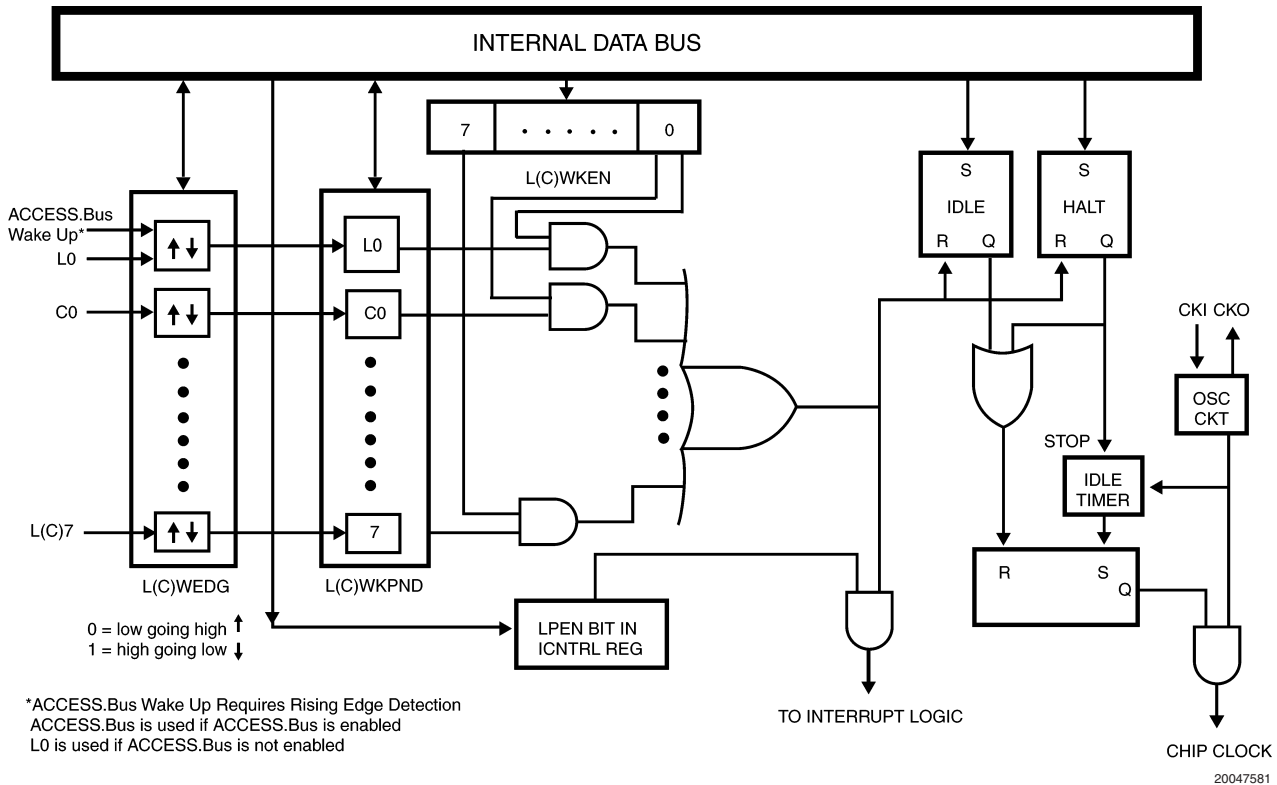 INTERNAL DATA BUS
7 . . . . . 0
L(C)WKEN
S
IDLE
R Q
S
HALT
R Q
ACCESS.Bus
Wake Up*
L0
L0
C0
C0
L(C)7
7
L(C)WEDG
L(C)WKPND
0 = low going high
1 = high going low
LPEN BIT IN
ICNTRL REG
TO INTERRUPT LOGIC
CKI CKO
OSC
CKT
STOP
IDLE
TIMER
R S
Q
CHIP CLOCK
*ACCESS.Bus Wake Up Requires Rising Edge Detection
ACCESS.Bus is used if ACCESS.Bus is enabled
L0 is used if ACCESS.Bus is not enabled
20047581